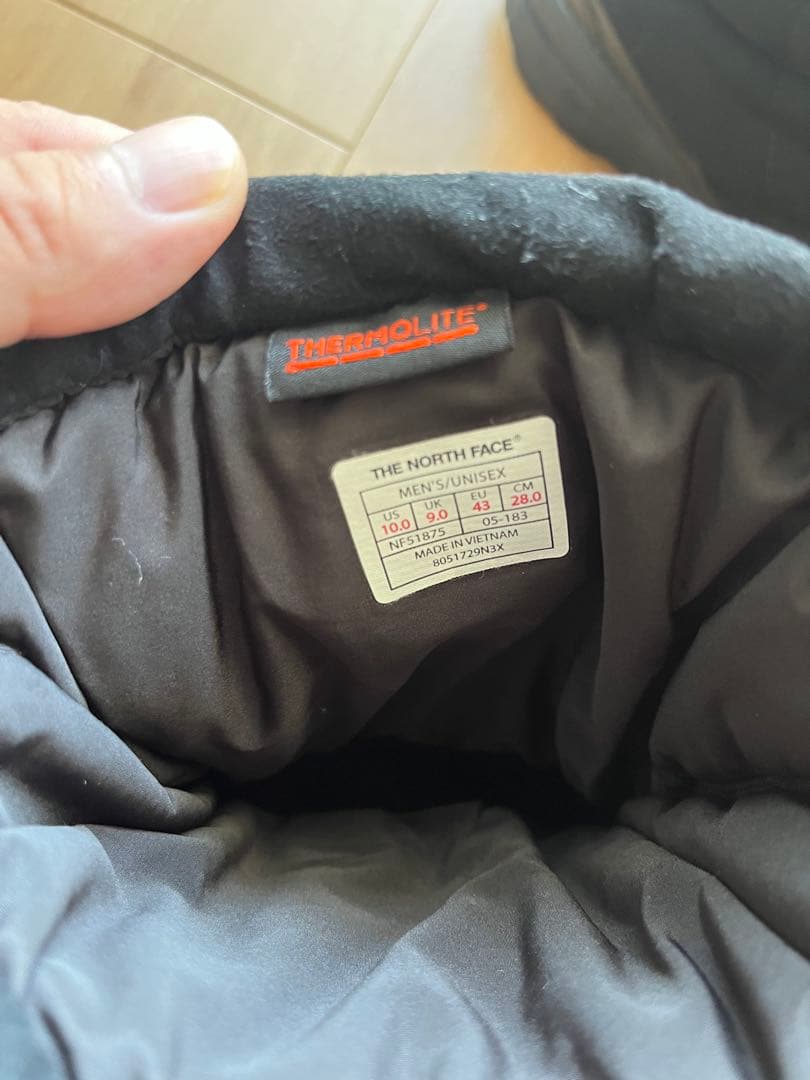 THERMOLITE®
THE NORTH FACE®
MEN'S/UNISEX
US UK EU CM
10.0 9.0 43 28.0
NF51875 05-183
MADE IN VIETNAM
8051729N3X